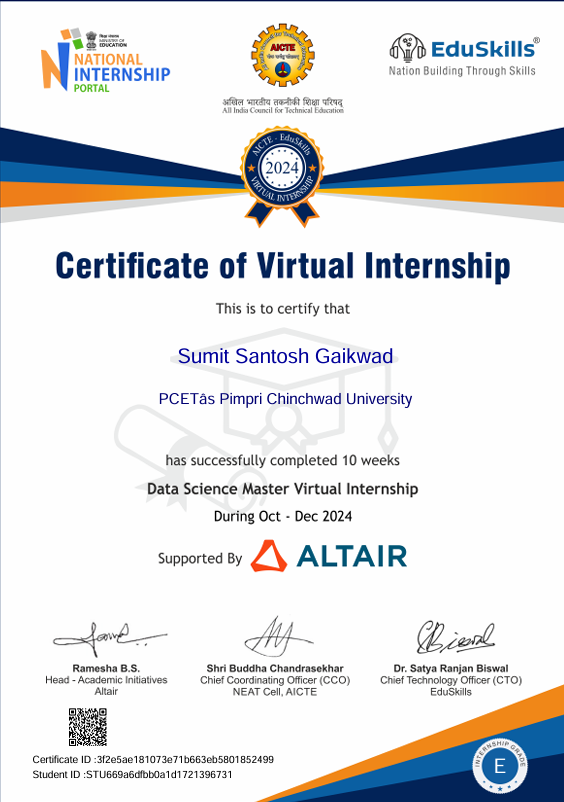 शिक्षा मंत्रालय
MINISTRY OF
EDUCATION
NATIONAL
INTERNSHIP
PORTAL
AICTE
अखिल भारतीय तकनीकी शिक्षा परिषद्
All India Council for Technical Education
EduSkills®
Nation Building Through Skills
AICTE - EduSkills
2024
VIRTUAL INTERNSHIP
Certificate of Virtual Internship
This is to certify that
Sumit Santosh Gaikwad
PCETâs Pimpri Chinchwad University
has successfully completed 10 weeks
Data Science Master Virtual Internship
During Oct - Dec 2024
Supported By ALTAIR
Ramesha B.S.
Head - Academic Initiatives
Altair
Shri Buddha Chandrasekhar
Chief Coordinating Officer (CCO)
NEAT Cell, AICTE
Dr. Satya Ranjan Biswal
Chief Technology Officer (CTO)
EduSkills
Certificate ID :3f2e5ae181073e71b663eb5801852499
Student ID :STU669a6dfbb0a1d1721396731
INTERNSHIP GRADE
E